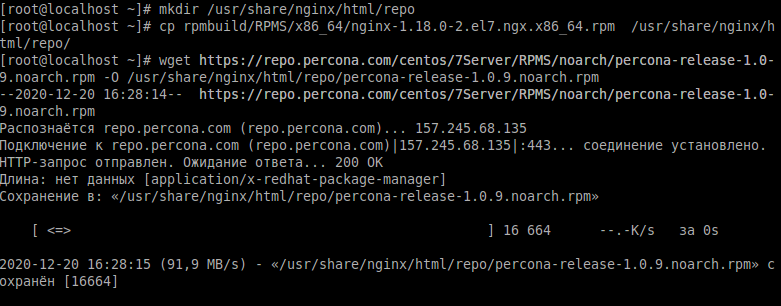 [root@localhost ~]# mkdir /usr/share/nginx/html/repo
[root@localhost ~]# cp rpmbuild/RPMS/x86_64/nginx-1.18.0-2.el7.ngx.x86_64.rpm  /usr/share/nginx/h
tml/repo/
[root@localhost ~]# wget https://repo.percona.com/centos/7Server/RPMS/noarch/percona-release-1.0-
9.noarch.rpm -O /usr/share/nginx/html/repo/percona-release-1.0.9.noarch.rpm
--2020-12-20 16:28:14--  https://repo.percona.com/centos/7Server/RPMS/noarch/percona-release-1.0-
9.noarch.rpm
Распознаётся repo.percona.com (repo.percona.com)... 157.245.68.135
Подключение к repo.percona.com (repo.percona.com)|157.245.68.135|:443... соединение установлено.
HTTP-запрос отправлен. Ожидание ответа... 200 OK
Длина: нет данных [application/x-redhat-package-manager]
Сохранение в: «/usr/share/nginx/html/repo/percona-release-1.0.9.noarch.rpm»
[ <=> ] 16 664 --.-K/s за 0s
2020-12-20 16:28:15 (91,9 MB/s) - «/usr/share/nginx/html/repo/percona-release-1.0.9.noarch.rpm» с
охранён [16664]